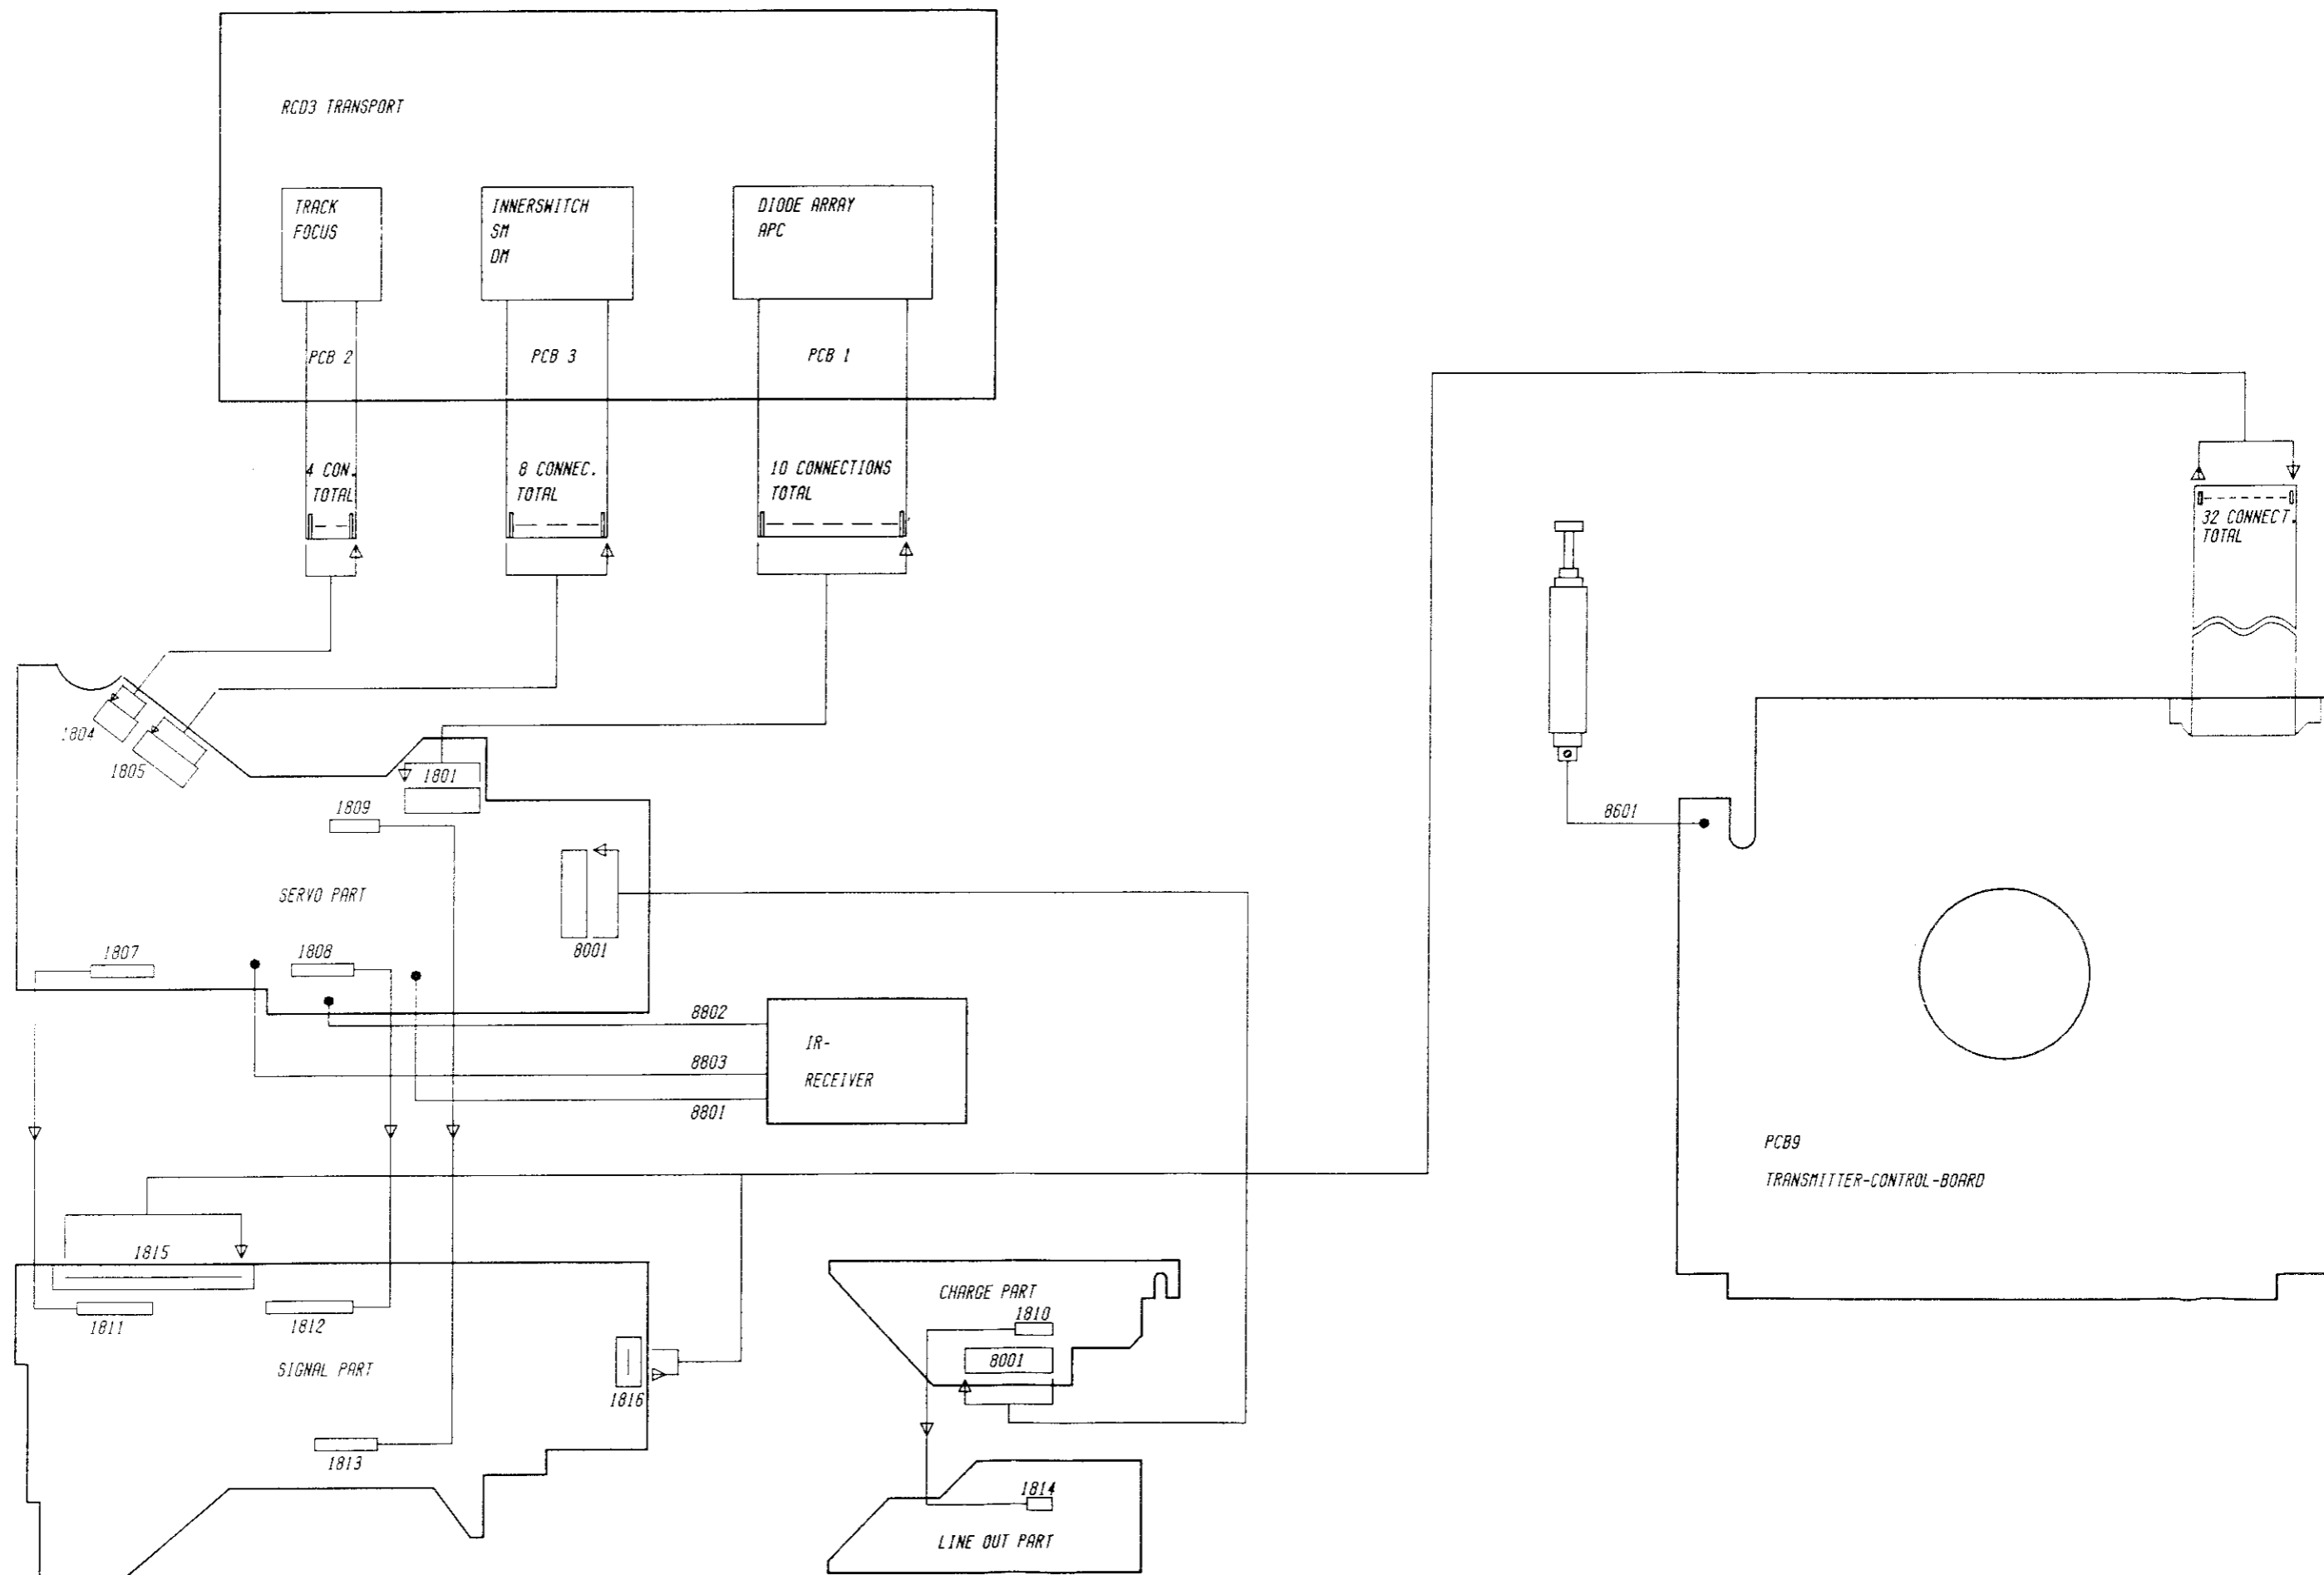 RCD3 TRANSPORT
TRACK
FOCUS
INNERSWITCH
SM
DM
DIODE ARRAY
APC
PCB 2
PCB 3
PCB 1
4 CON.
TOTAL
8 CONNEC.
TOTAL
10 CONNECTIONS
TOTAL
32 CONNECT.
TOTAL
1804
1805
1801
1809
8601
SERVO PART
1807
1808
8001
8802
8803
8801
IR-
RECEIVER
PCB9
TRANSMITTER-CONTROL-BOARD
1815
1811
1812
SIGNAL PART
1816
1813
CHARGE PART
1810
8001
1814
LINE OUT PART